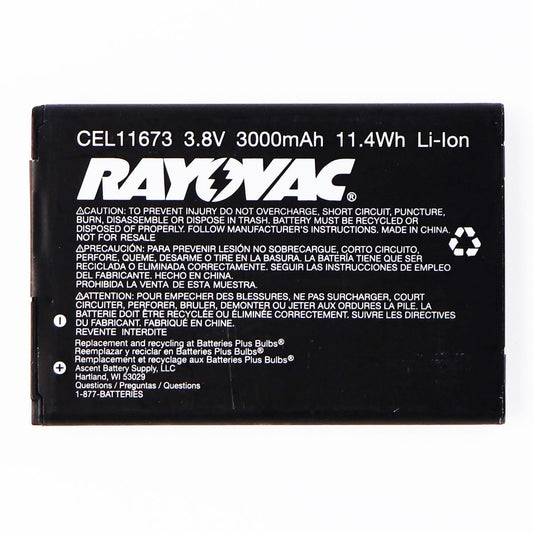 CEL11673 3.8V 3000mAh 11.4Wh Li-Ion
RAYOVAC®
⚠CAUTION: TO PREVENT INJURY DO NOT OVERCHARGE, SHORT CIRCUIT, PUNCTURE,
BURN, DISASSEMBLE OR DISPOSE OF IN TRASH. BATTERY MUST BE RECYCLED OR
DISPOSED OF PROPERLY. FOLLOW MANUFACTURER'S INSTRUCTIONS. MADE IN CHINA.
NOT FOR RESALE
⚠PRECAUCIÓN: PARA PREVENIR LESIÓN NO SOBRECARGUE, CORTO CIRCUITO,
PERFORE, QUEME, DESARME O TIRE EN LA BASURA. LA BATERÍA TIENE QUE SER
RECICLADA O ELIMINADA CORRECTAMENTE. SIGA LAS INSTRUCCIONES DE EMPLEO
DEL FABRICANTE. HECHO EN CHINA.
PROHIBIDA LA VENTA DE ESTA MUESTRA.
⚠ATTENTION: POUR EMPECHER DES BLESSURES, NE PAS SURCHARGER, COURT
CIRCUITER, PERFORER, BRULER, DEMONTER OU JETER DANS UNE POUBELLE. LA
BATTERIE DOIT ÊTRE RECYCLÉE OU DÉPOSÉE CORRECTEMENT. SUIVRE LES DIRECTIVES
DU FABRICANT. FABRIQUÉ EN CHINE.
REVENTE INTERDITE
Replacement and recycling at Batteries Plus Bulbs®
Reemplazar y reciclar en Batteries Plus Bulbs®
Remplacement et recyclage aux Batteries Plus Bulbs®
Ascent Battery Supply, LLC
Hartland, WI 53029
Questions / Preguntas / Questions
1-877-BATTERIES